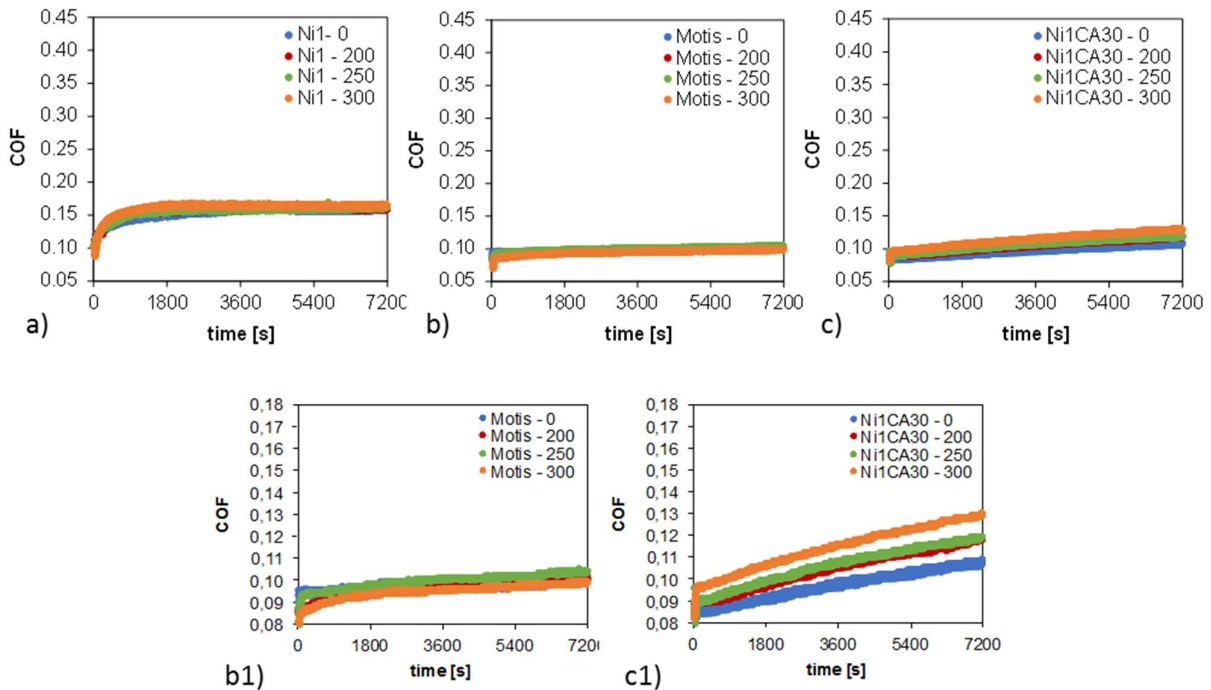 0.45
0.40
0.35
0.30
0.25
0.20
0.15
0.10
0.05
COF
Ni1- 0
Ni1 - 200
Ni1 - 250
Ni1 - 300
0 1800 3600 5400 7200
time [s]
a)
0.45
0.40
0.35
0.30
0.25
0.20
0.15
0.10
0.05
COF
Motis - 0
Motis - 200
Motis - 250
Motis - 300
0 1800 3600 5400 7200
time [s]
b)
0.45
0.40
0.35
0.30
0.25
0.20
0.15
0.10
0.05
COF
Ni1CA30 - 0
Ni1CA30 - 200
Ni1CA30 - 250
Ni1CA30 - 300
0 1800 3600 5400 7200
time [s]
c)
0,18
0,17
0,16
0,15
0,14
0,13
0,12
0,11
0,10
0,09
0,08
COF
Motis - 0
Motis - 200
Motis - 250
Motis - 300
0 1800 3600 5400 7200
time [s]
b1)
0,18
0,17
0,16
0,15
0,14
0,13
0,12
0,11
0,10
0,09
0,08
COF
Ni1CA30 - 0
Ni1CA30 - 200
Ni1CA30 - 250
Ni1CA30 - 300
0 1800 3600 5400 7200
time [s]
c1)